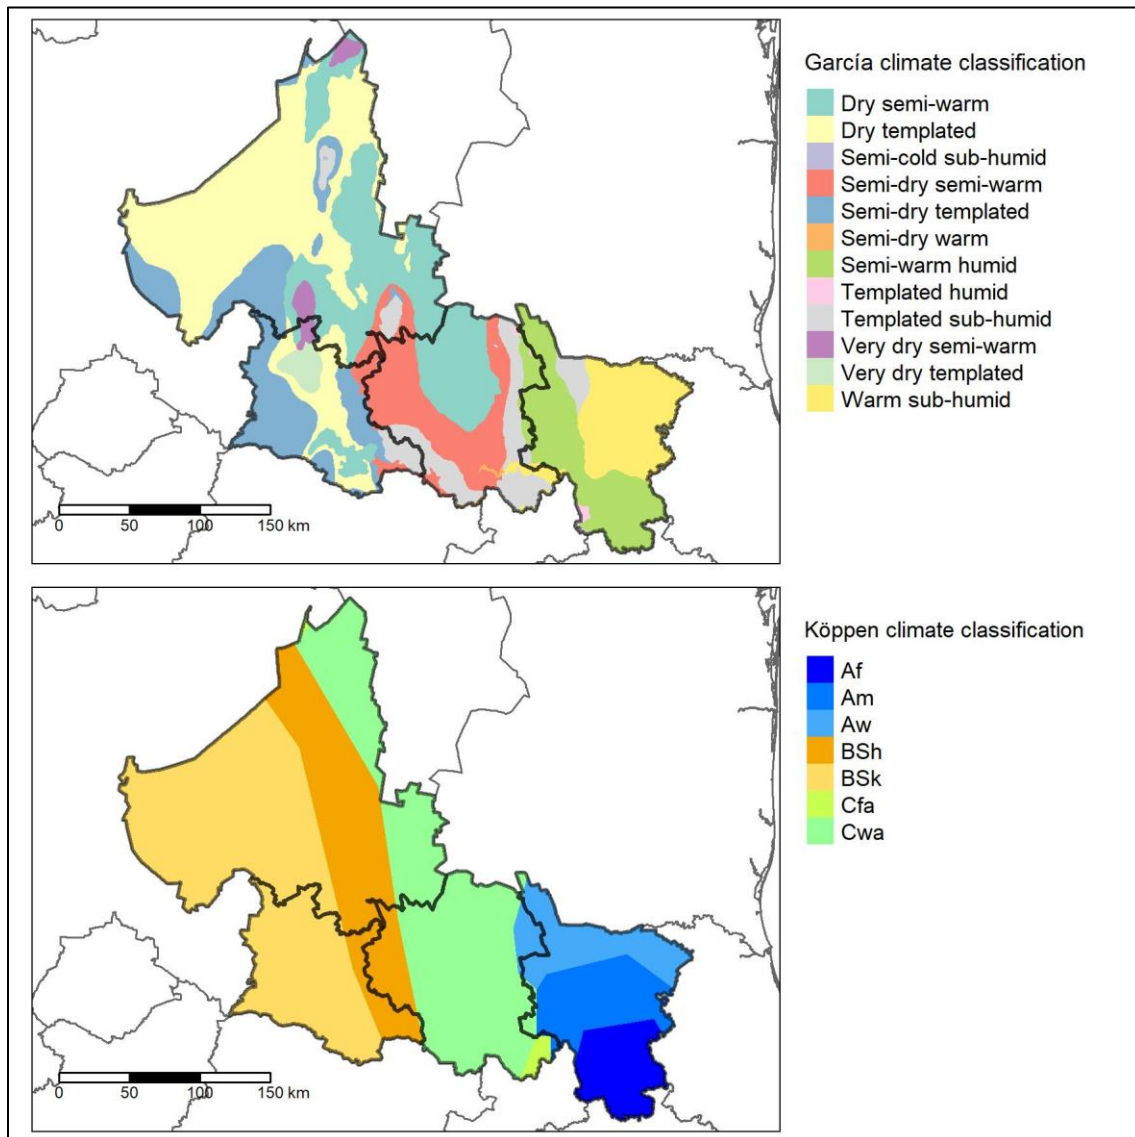 García climate classification
Dry semi-warm
Dry templated
Semi-cold sub-humid
Semi-dry semi-warm
Semi-dry templated
Semi-dry warm
Semi-warm humid
Templated humid
Templated sub-humid
Very dry semi-warm
Very dry templated
Warm sub-humid
0 50 100 150 km
Köppen climate classification
Af
Am
Aw
BSh
BSk
Cfa
Cwa
0 50 100 150 km